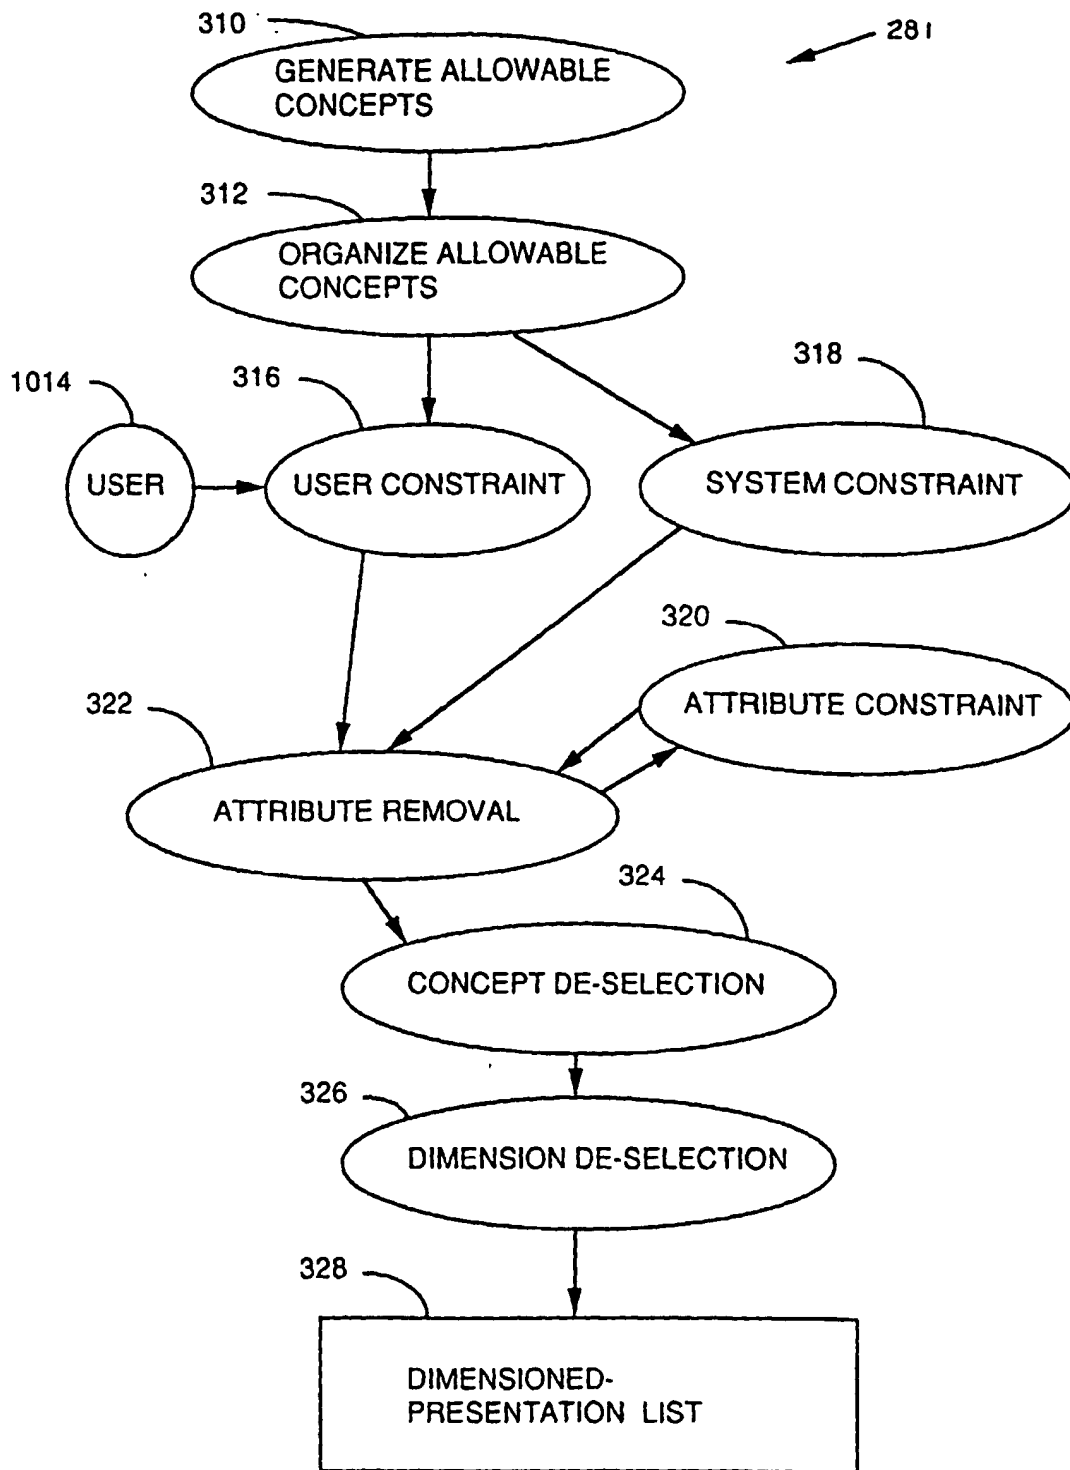 310
281
GENERATE ALLOWABLE
CONCEPTS
312
ORGANIZE ALLOWABLE
CONCEPTS
318
1014
316
USER
USER CONSTRAINT
SYSTEM CONSTRAINT
320
322
ATTRIBUTE CONSTRAINT
ATTRIBUTE REMOVAL
324
CONCEPT DE-SELECTION
326
DIMENSION DE-SELECTION
328
DIMENSIONED-
PRESENTATION LIST